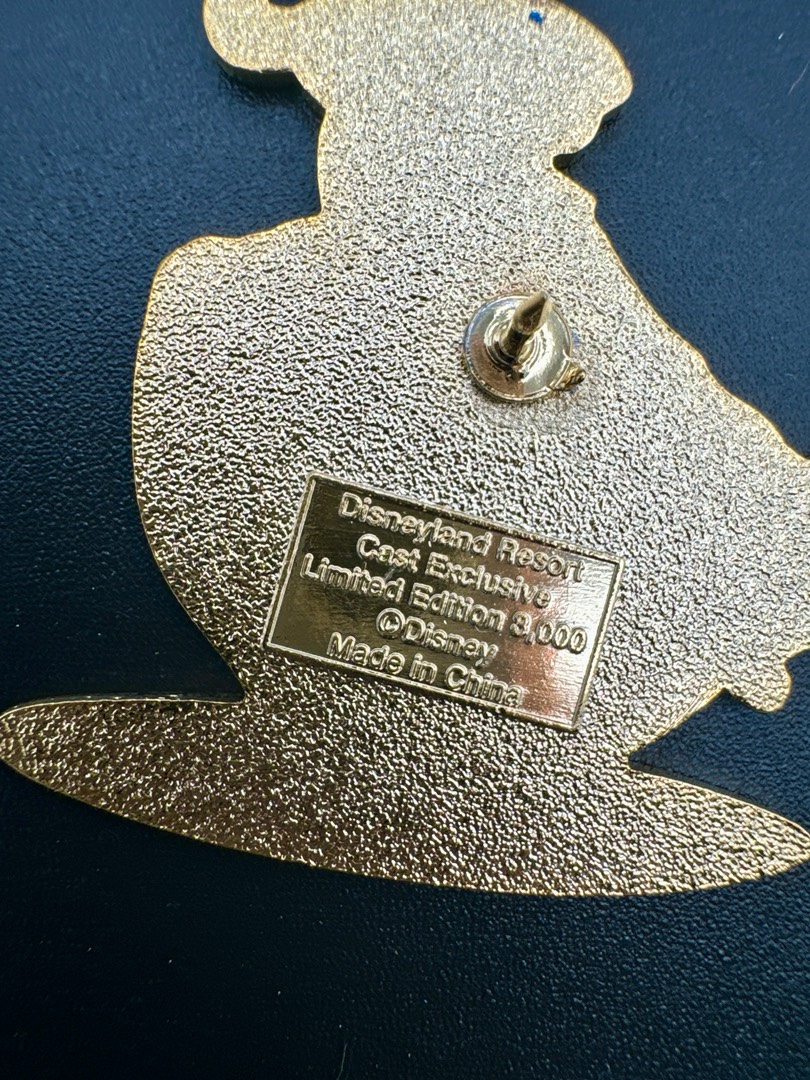 Disneyland Resort
Cast Exclusive
Limited Edition 3,000
©Disney
Made in China